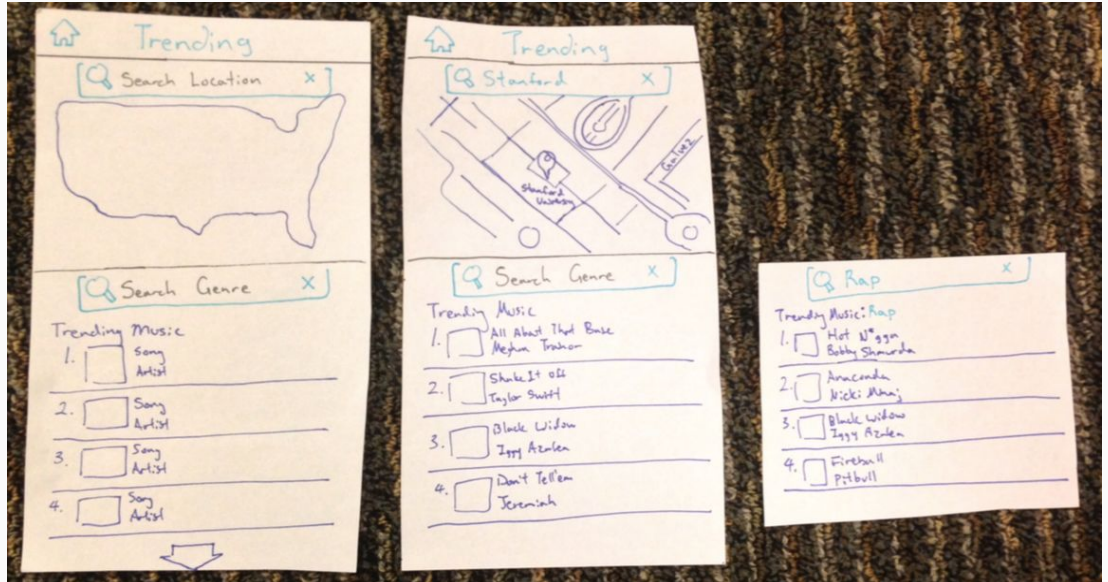 Trending
Search Location X
Search Genre X
Trending Music
1. Song
Artist
2. Song
Artist
3. Song
Artist
4. Song
Artist
Trending
Stanford X
Galvez
Stanford
University
Search Genre X
Trending Music
1. All About That Base
Meghan Trainor
2. Shake It Off
Taylor Swift
3. Black Widow
Iggy Azalea
4. Don't Tell'em
Jeremiah
Rap X
Trending Music: Rap
1. Hot N*gga
Bobby Shmurda
2. Anaconda
Nicki Minaj
3. Black Widow
Iggy Azalea
4. Fireball
Pitbull